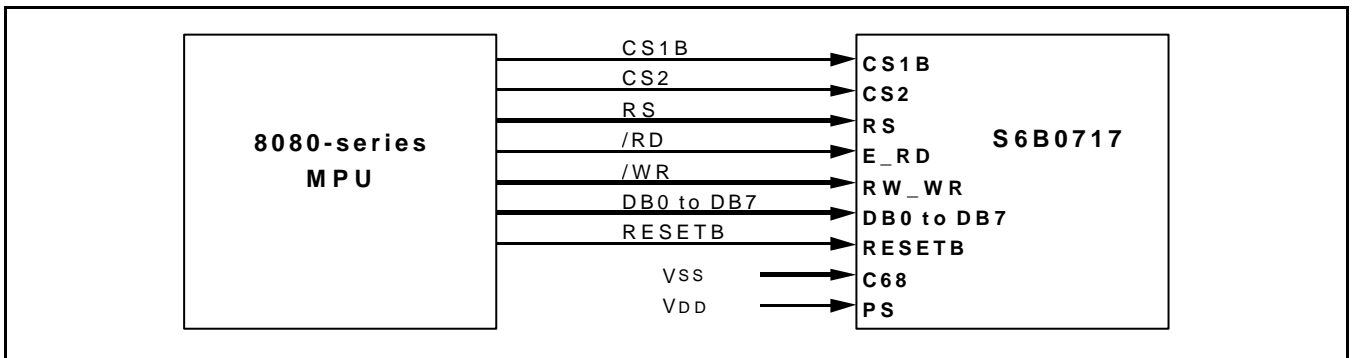 8080-series
MPU
CS1B
CS2
RS
/RD
/WR
DB0 to DB7
RESETB
VSS
VDD
CS1B
CS2
RS
E_RD
RW_WR
DB0 to DB7
RESETB
C68
PS
S6B0717